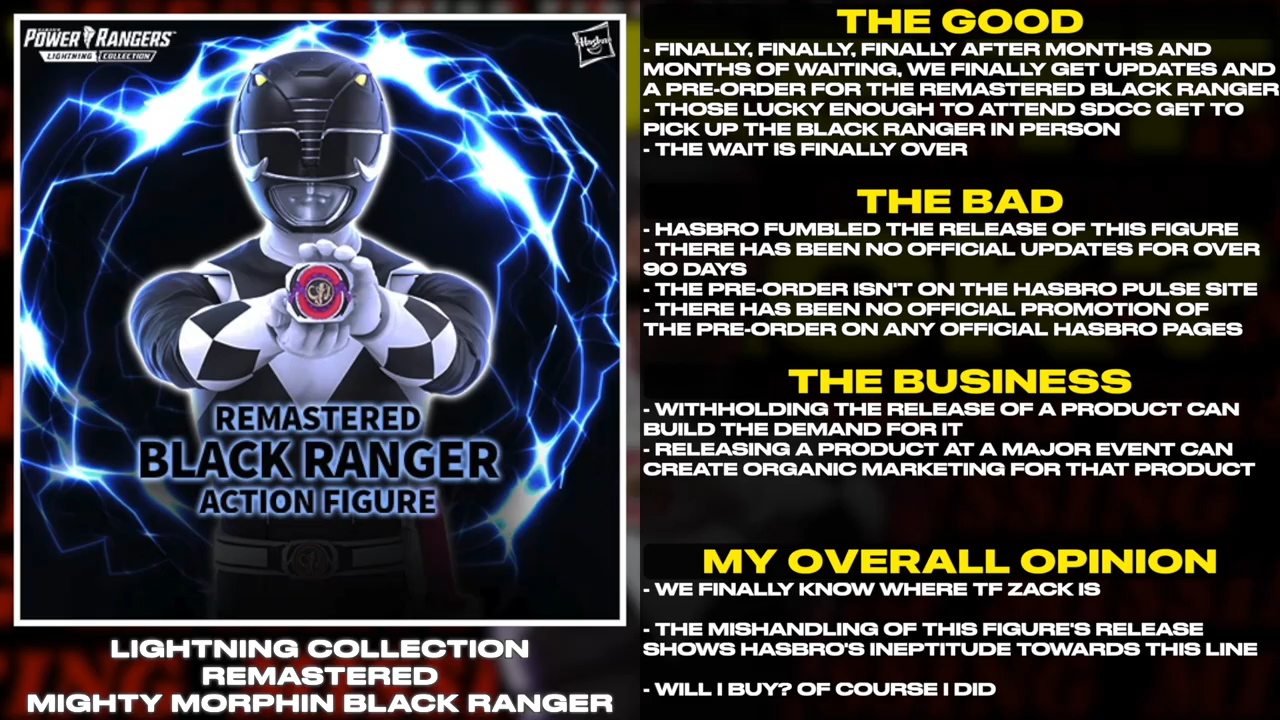 POWER RANGERS
LIGHTNING COLLECTION
Hasbro
REMASTERED
BLACK RANGER
ACTION FIGURE
LIGHTNING COLLECTION
REMASTERED
MIGHTY MORPHIN BLACK RANGER
THE GOOD
- FINALLY, FINALLY, FINALLY AFTER MONTHS AND
MONTHS OF WAITING, WE FINALLY GET UPDATES AND
A PRE-ORDER FOR THE REMASTERED BLACK RANGER
- THOSE LUCKY ENOUGH TO ATTEND SDCC GET TO
PICK UP THE BLACK RANGER IN PERSON
- THE WAIT IS FINALLY OVER
THE BAD
- HASBRO FUMBLED THE RELEASE OF THIS FIGURE
- THERE HAS BEEN NO OFFICIAL UPDATES FOR OVER
90 DAYS
- THE PRE-ORDER ISN'T ON THE HASBRO PULSE SITE
- THERE HAS BEEN NO OFFICIAL PROMOTION OF
THE PRE-ORDER ON ANY OFFICIAL HASBRO PAGES
THE BUSINESS
- WITHHOLDING THE RELEASE OF A PRODUCT CAN
BUILD THE DEMAND FOR IT
- RELEASING A PRODUCT AT A MAJOR EVENT CAN
CREATE ORGANIC MARKETING FOR THAT PRODUCT
MY OVERALL OPINION
- WE FINALLY KNOW WHERE TF ZACK IS
- THE MISHANDLING OF THIS FIGURE'S RELEASE
SHOWS HASBRO'S INEPTITUDE TOWARDS THIS LINE
- WILL I BUY? OF COURSE I DID